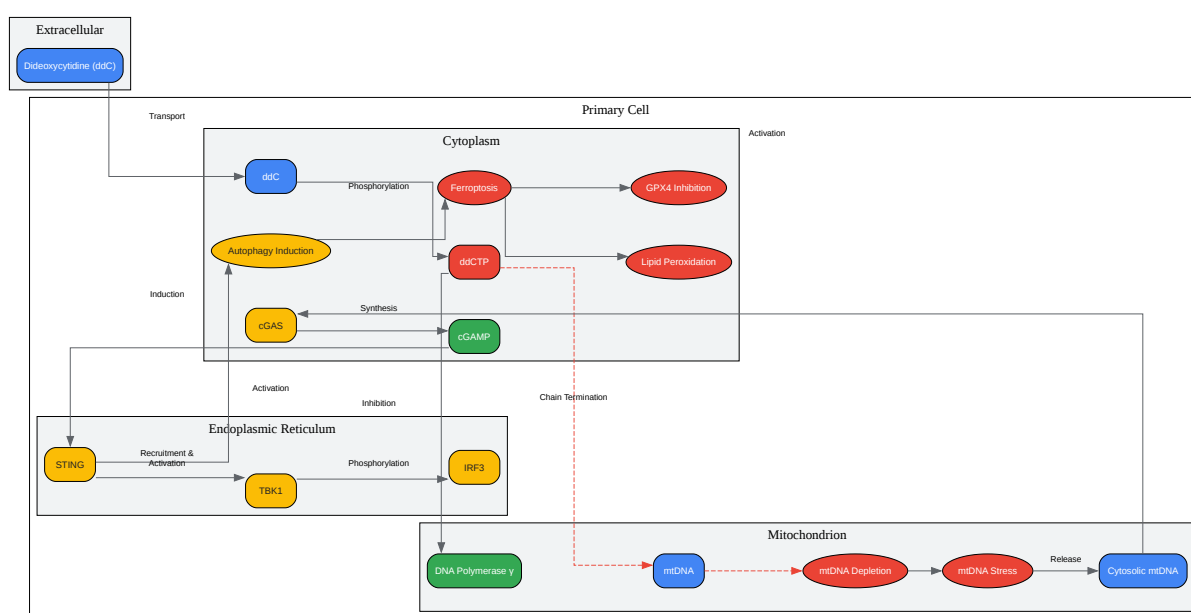 Extracellular
Dideoxycytidine (ddC)
Primary Cell
Transport
Activation
Cytoplasm
ddC
Phosphorylation
Ferroptosis
GPX4 Inhibition
Autophagy Induction
ddCTP
Lipid Peroxidation
Induction
Synthesis
cGAS
cGAMP
Activation
Inhibition
Chain Termination
Endoplasmic Reticulum
STING
Recruitment &
Activation
Phosphorylation
IRF3
TBK1
Mitochondrion
DNA Polymerase γ
mtDNA
mtDNA Depletion
mtDNA Stress
Release
Cytosolic mtDNA